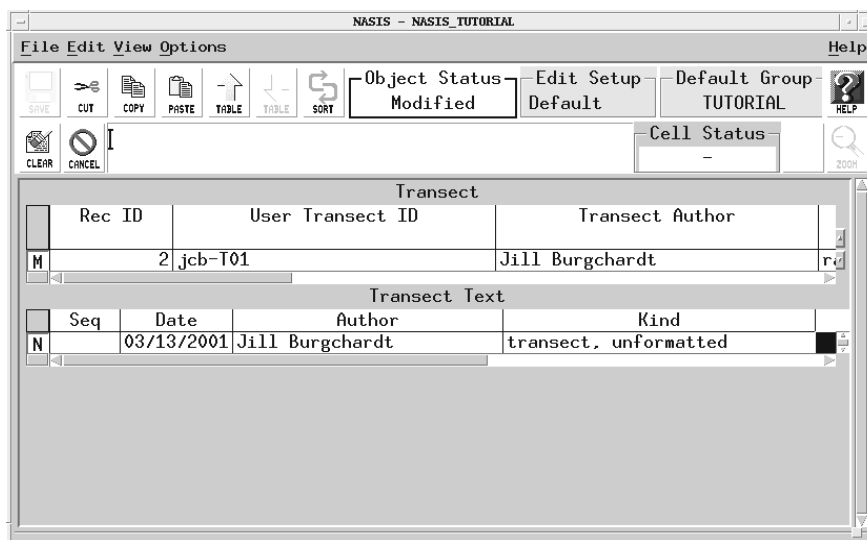 NASIS - NASIS_TUTORIAL
File Edit View Options Help
Object Status Edit Setup Default Group
SAVE CUT COPY PASTE TABLE TABLE SORT Modified Default TUTORIAL HELP
Cell Status
CLEAR CANCEL - ZOOM
Transect
Rec ID User Transect ID Transect Author
M 2 jcb-T01 Jill Burgchardt
Transect Text
Seq Date Author Kind
N 03/13/2001 Jill Burgchardt transect, unformatted